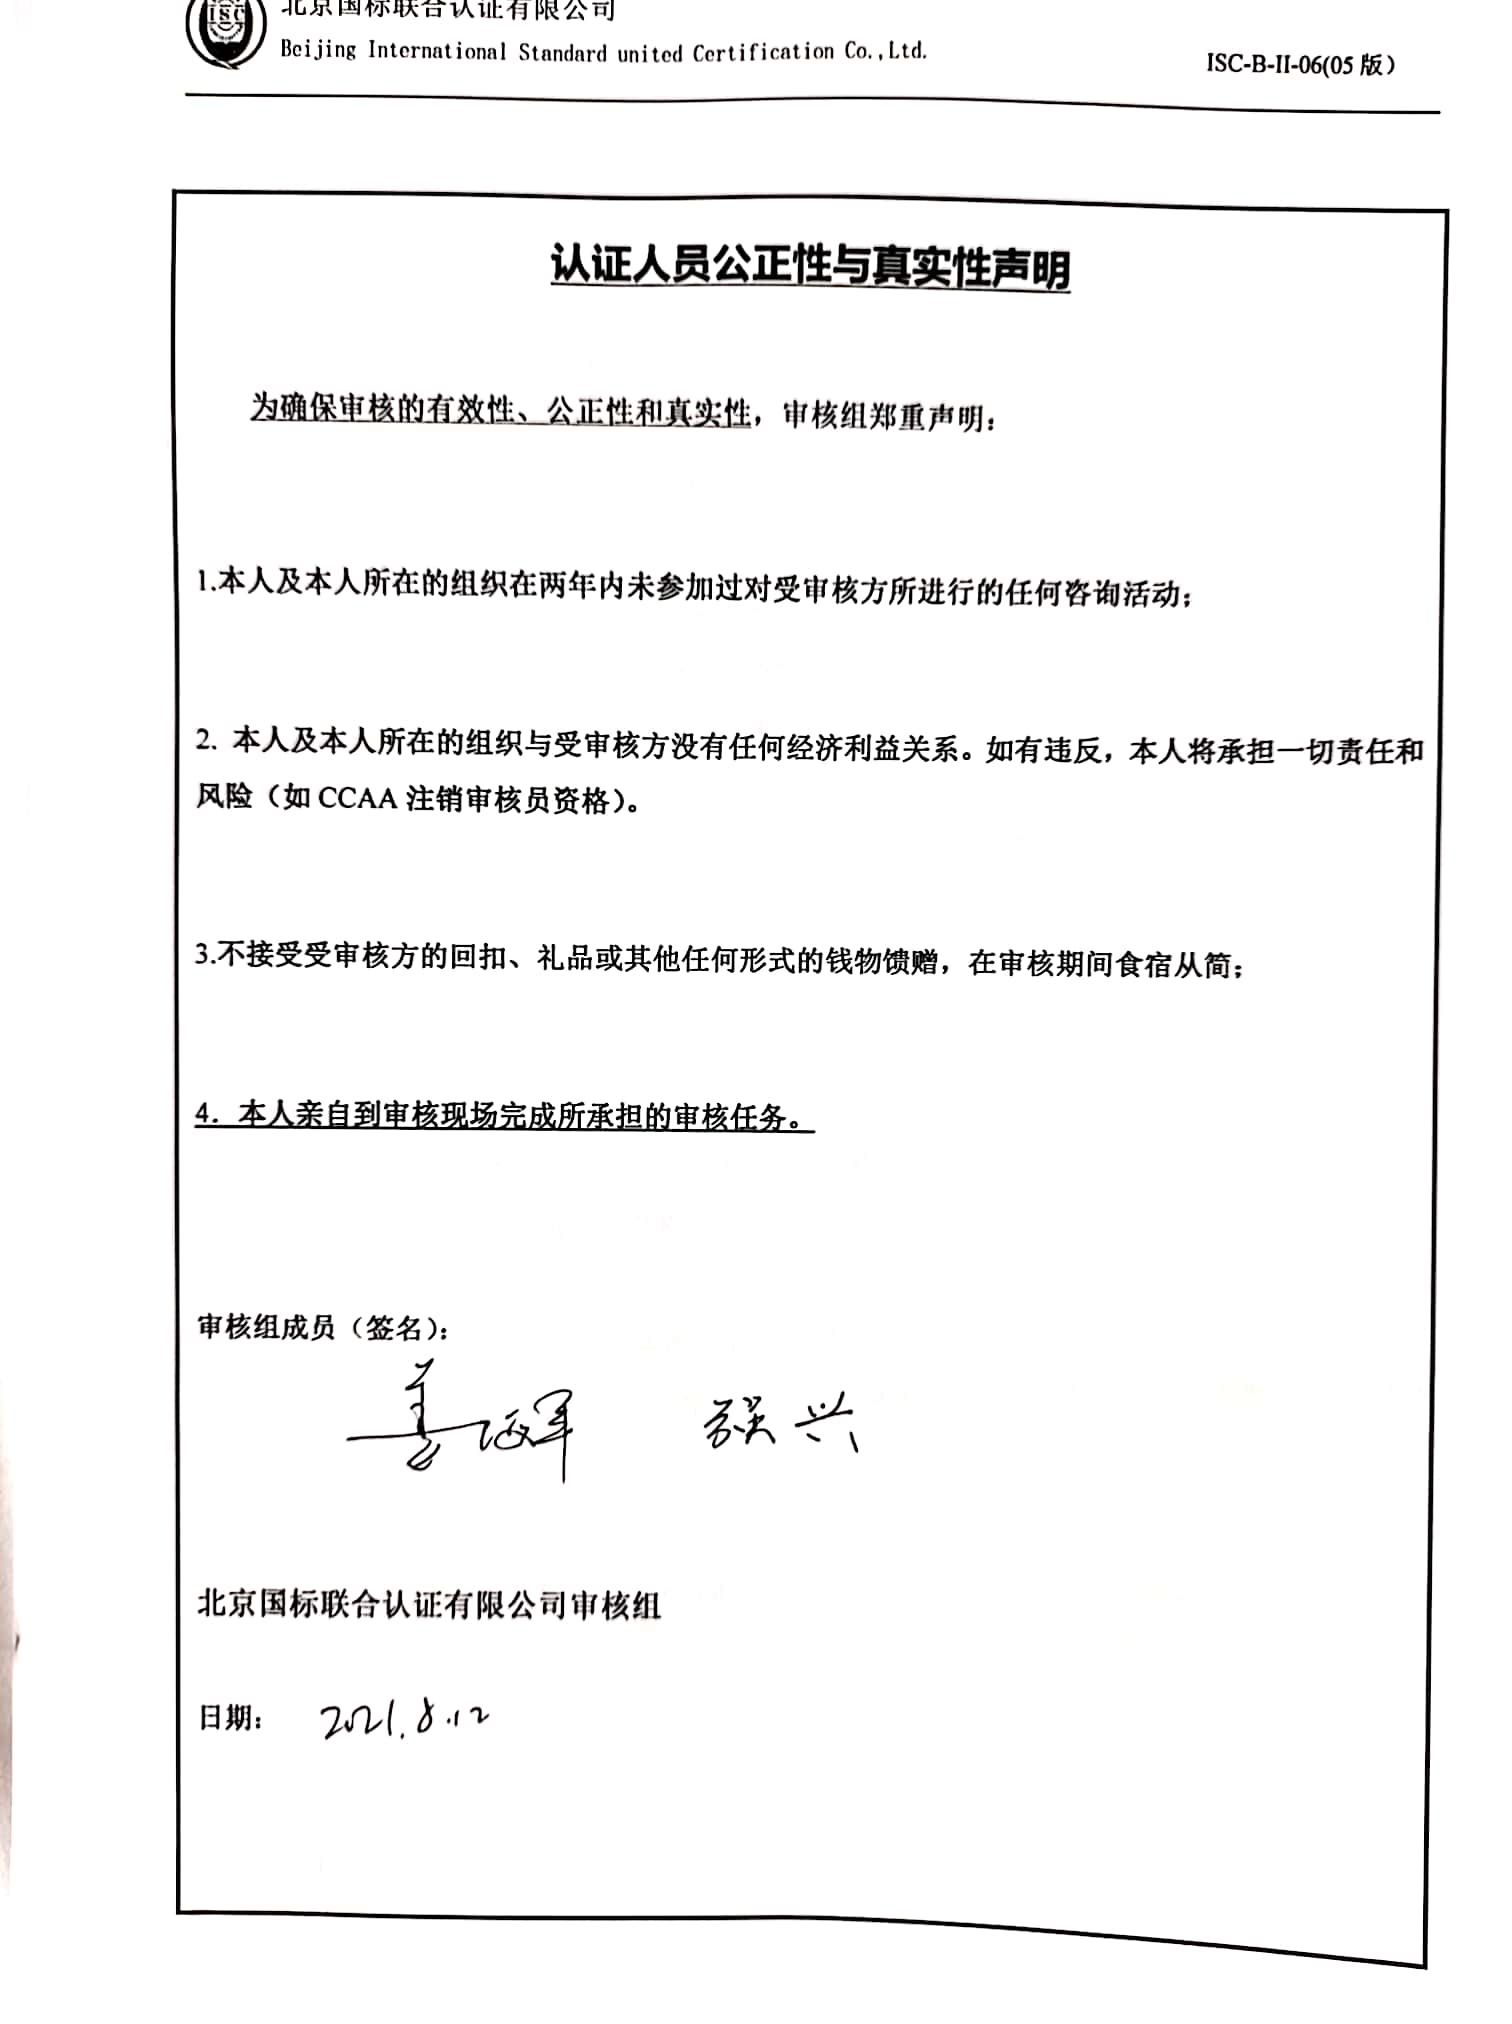 ISC
北京国标联合认证有限公司
Beijing International Standard united Certification Co.,Ltd.
ISC-B-II-06(05 版)
认证人员公正性与真实性声明
为确保审核的有效性、公正性和真实性，审核组郑重声明：
1.本人及本人所在的组织在两年内未参加过对受审核方所进行的任何咨询活动；
2. 本人及本人所在的组织与受审核方没有任何经济利益关系。如有违反，本人将承担一切责任和
风险（如 CCAA 注销审核员资格）。
3.不接受受审核方的回扣、礼品或其他任何形式的钱物馈赠，在审核期间食宿从简；
4. 本人亲自到审核现场完成所承担的审核任务。
审核组成员（签名）：
姜海军
北京国标联合认证有限公司审核组
日期： 2021.8.12